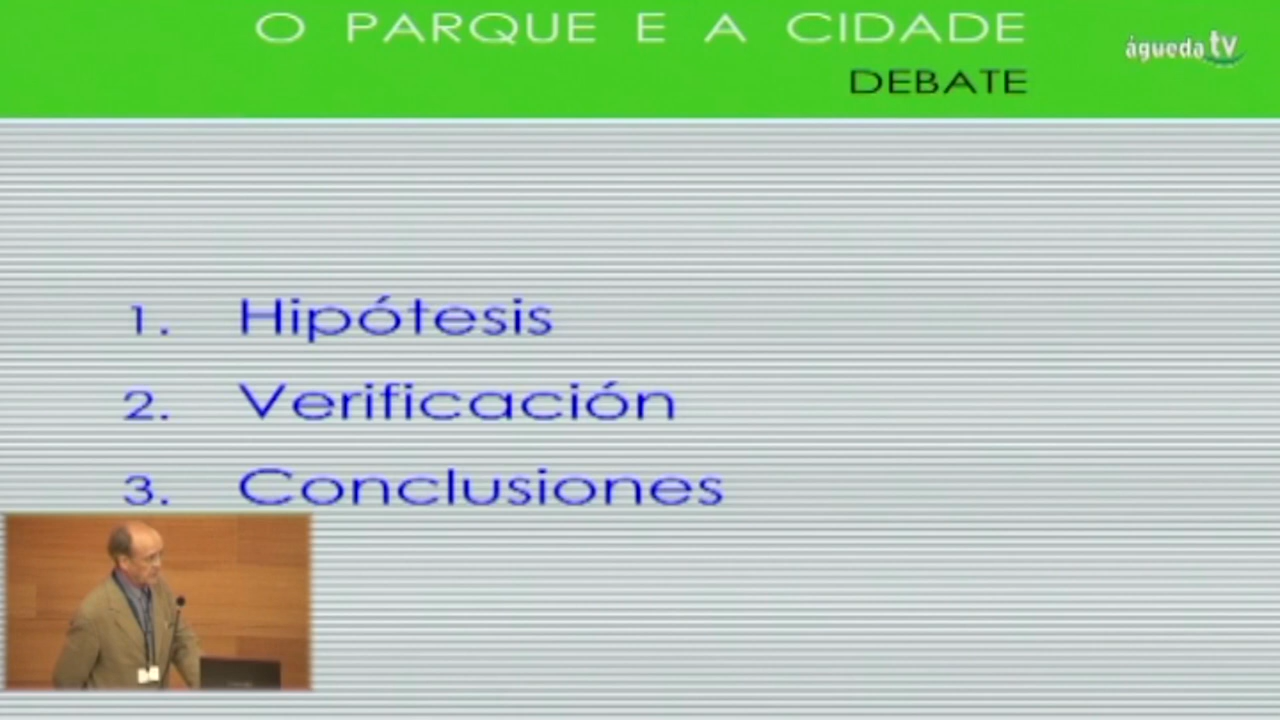 O PARQUE E A CIDADE
DEBATE
águeda tv
1. Hipótesis
2. Verificación
3. Conclusiones